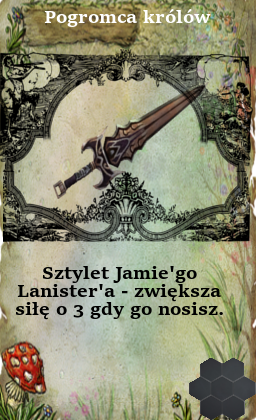 Pogromca królów
Sztylet Jamie'go
Lanister'a - zwiększa
siłę o 3 gdy go nosisz.